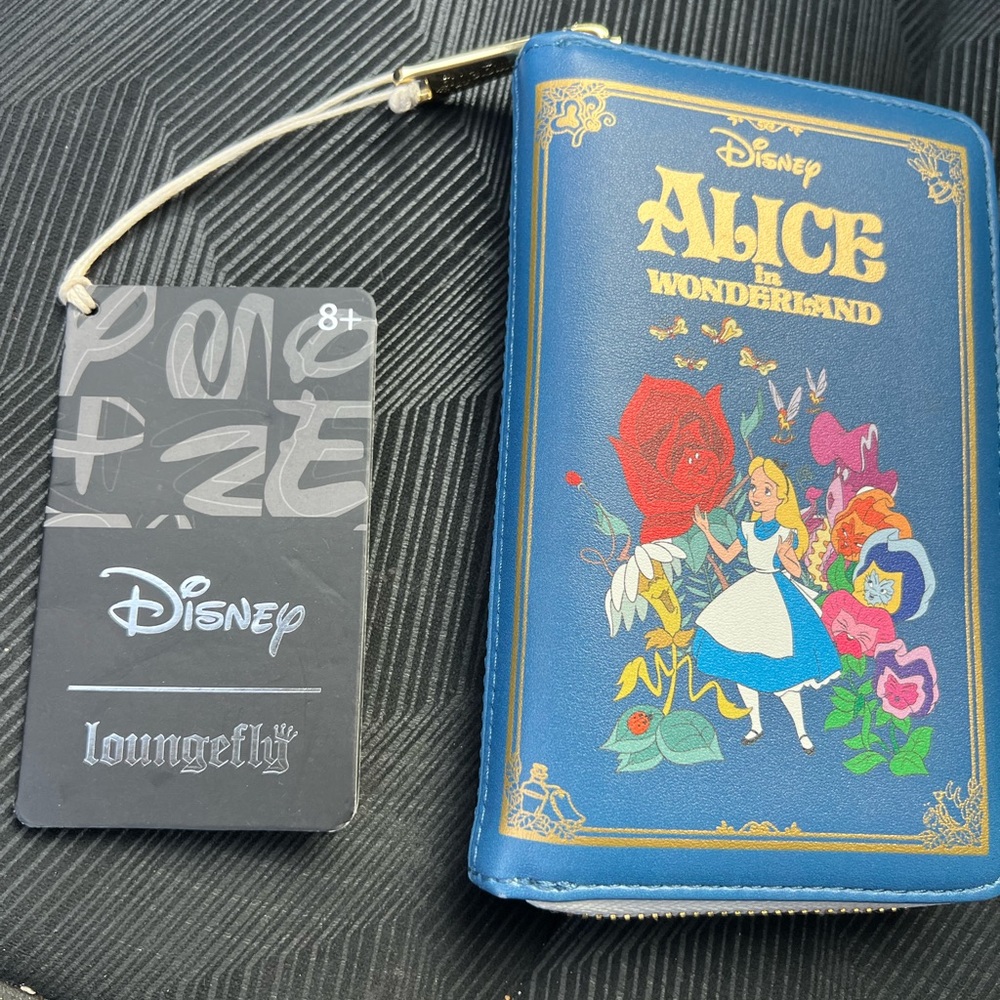 Disney
ALICE
in
WONDERLAND
8+
Disney
loungefly